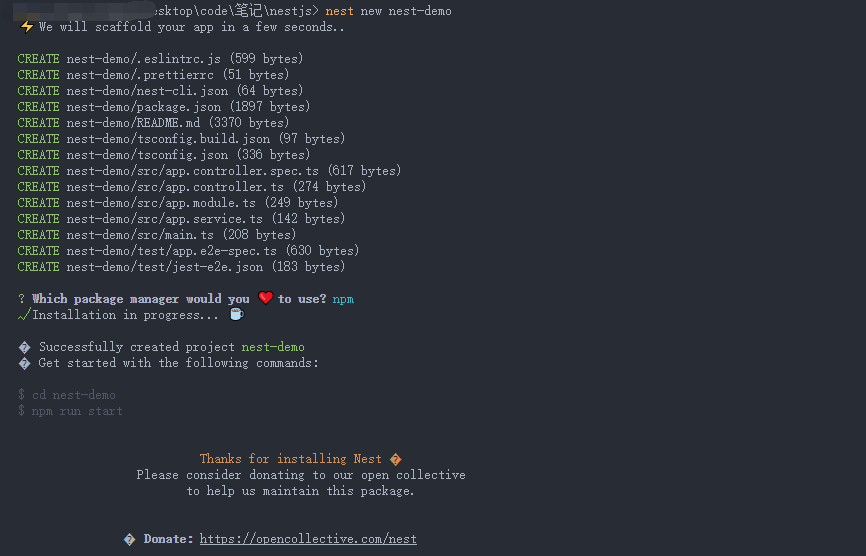 esktop\code\笔记\nestjs> nest new nest-demo
⚡ We will scaffold your app in a few seconds..
CREATE nest-demo/.eslintrc.js (599 bytes)
CREATE nest-demo/.prettierrc (51 bytes)
CREATE nest-demo/nest-cli.json (64 bytes)
CREATE nest-demo/package.json (1897 bytes)
CREATE nest-demo/README.md (3370 bytes)
CREATE nest-demo/tsconfig.build.json (97 bytes)
CREATE nest-demo/tsconfig.json (336 bytes)
CREATE nest-demo/src/app.controller.spec.ts (617 bytes)
CREATE nest-demo/src/app.controller.ts (274 bytes)
CREATE nest-demo/src/app.module.ts (249 bytes)
CREATE nest-demo/src/app.service.ts (142 bytes)
CREATE nest-demo/src/main.ts (208 bytes)
CREATE nest-demo/test/app.e2e-spec.ts (630 bytes)
CREATE nest-demo/test/jest-e2e.json (183 bytes)
? Which package manager would you ❤️ to use? npm
√Installation in progress... ☕
� Successfully created project nest-demo
� Get started with the following commands:
$ cd nest-demo
$ npm run start
Thanks for installing Nest �
Please consider donating to our open collective
to help us maintain this package.
� Donate: https://opencollective.com/nest